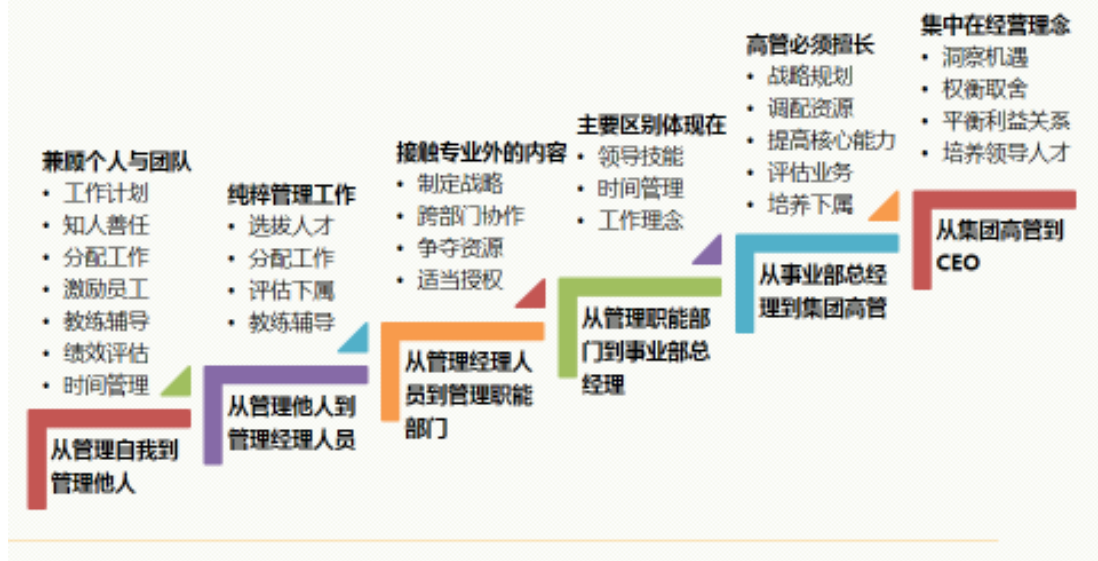 兼顾个人与团队
• 工作计划
• 知人善任
• 分配工作
• 激励员工
• 教练辅导
• 绩效评估
• 时间管理
从管理自我到
管理他人
纯粹管理工作
• 选拔人才
• 分配工作
• 评估下属
• 教练辅导
从管理他人到
管理经理人员
接触专业外的内容
• 制定战略
• 跨部门协作
• 争夺资源
• 适当授权
从管理经理人
员到管理职能
部门
主要区别体现在
• 领导技能
• 时间管理
• 工作理念
从管理职能部
门到事业部总
经理
高管必须擅长
• 战略规划
• 调配资源
• 提高核心能力
• 评估业务
• 培养下属
从事业部总经
理到集团高管
集中在经营理念
• 洞察机遇
• 权衡取舍
• 平衡利益关系
• 培养领导人才
从集团高管到
CEO